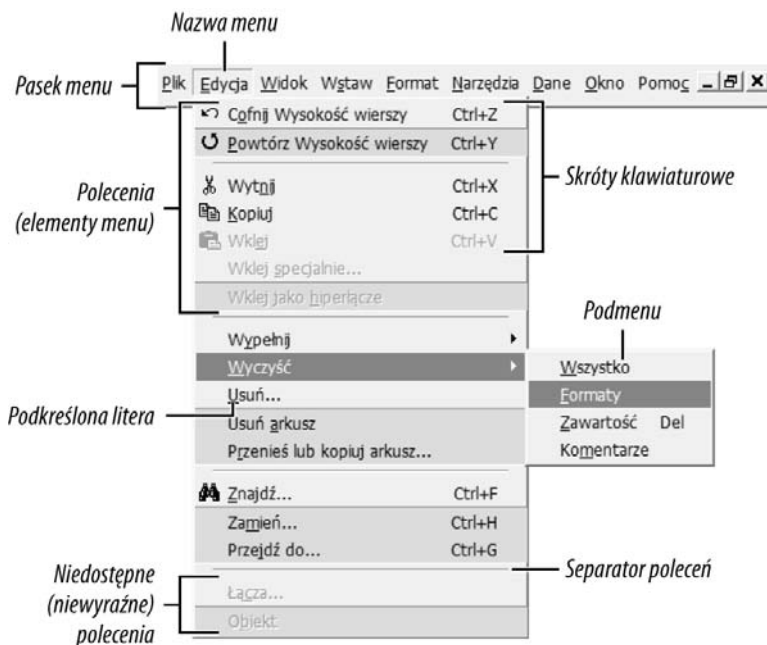 Nazwa menu
Pasek menu
Plik Edycja Widok Wstaw Format Narzędzia Dane Okno Pomoc
Cofnij Wysokość wierszy Ctrl+Z
Powtórz Wysokość wierszy Ctrl+Y
Polecenia
(elementy menu)
Wytnij Ctrl+X
Kopiuj Ctrl+C
Wklej Ctrl+V
Wklej specjalnie...
Wklej jako hiperłącze
Skróty klawiaturowe
Wypełnij
Wyczyść
Podmenu
Wszystko
Formaty
Zawartość Del
Komentarze
Podkreślona litera
Usuń...
Usuń arkusz
Przenieś lub kopiuj arkusz...
Znajdź... Ctrl+F
Zamień... Ctrl+H
Przejdź do... Ctrl+G
Separator poleceń
Niedostępne
(niewyraźne)
polecenia
Łącza...
Obiekt